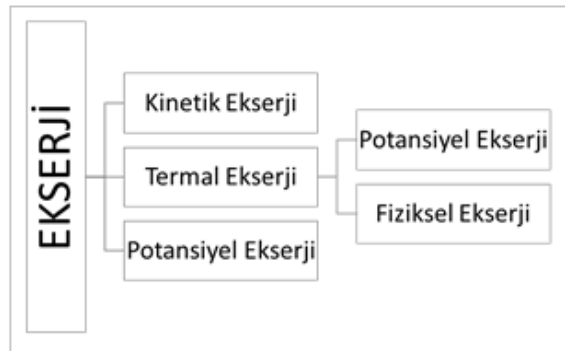 EKSERJİ
Kinetik Ekserji
Termal Ekserji
Potansiyel Ekserji
Potansiyel Ekserji
Fiziksel Ekserji